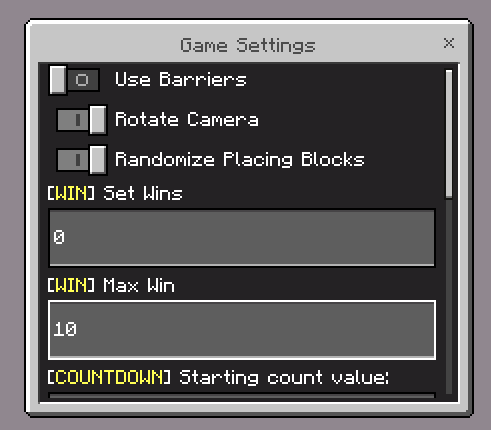 Game Settings
Use Barriers
Rotate Camera
Randomize Placing Blocks
[WIN] Set Wins
0
[WIN] Max Win
10
[COUNTDOWN] Starting count value: